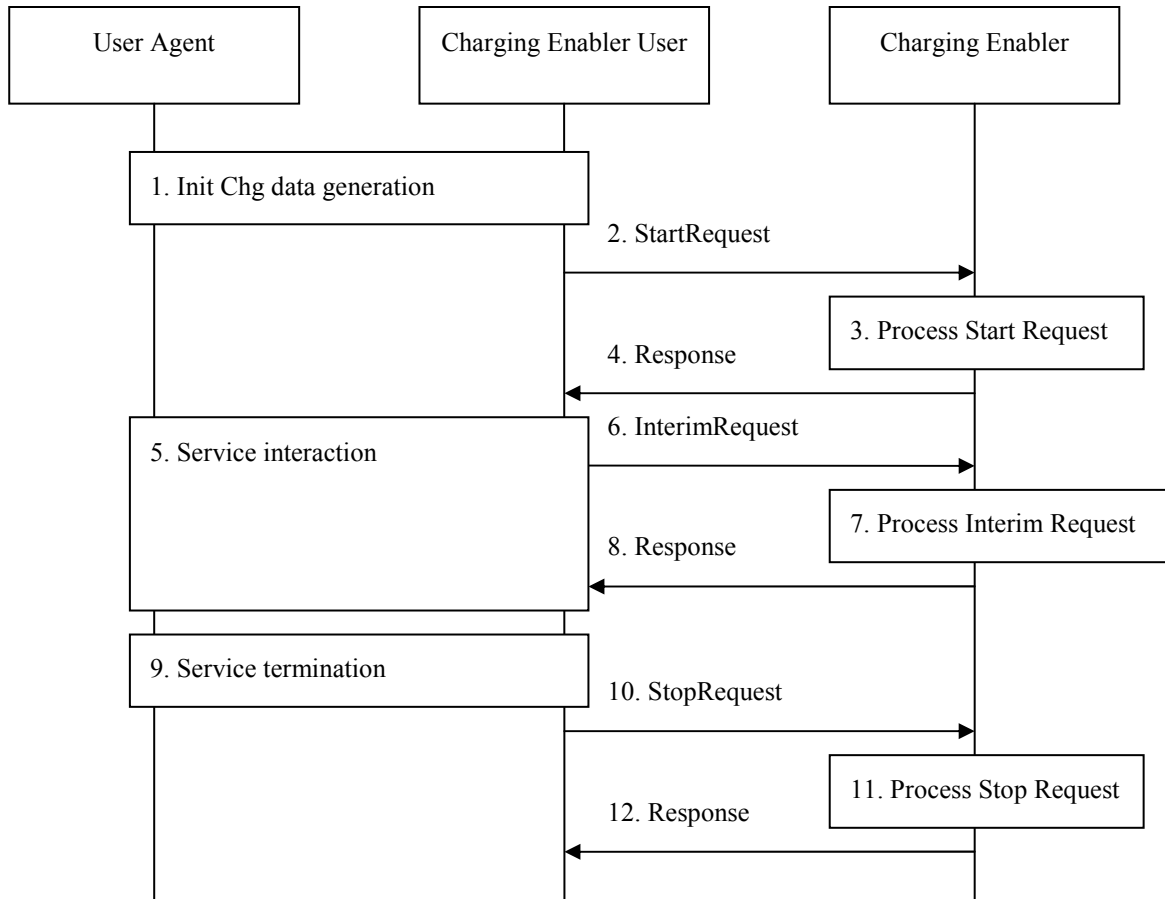 User Agent
Charging Enabler User
Charging Enabler
1. Init Chg data generation
2. StartRequest
3. Process Start Request
4. Response
5. Service interaction
6. InterimRequest
7. Process Interim Request
8. Response
9. Service termination
10. StopRequest
11. Process Stop Request
12. Response